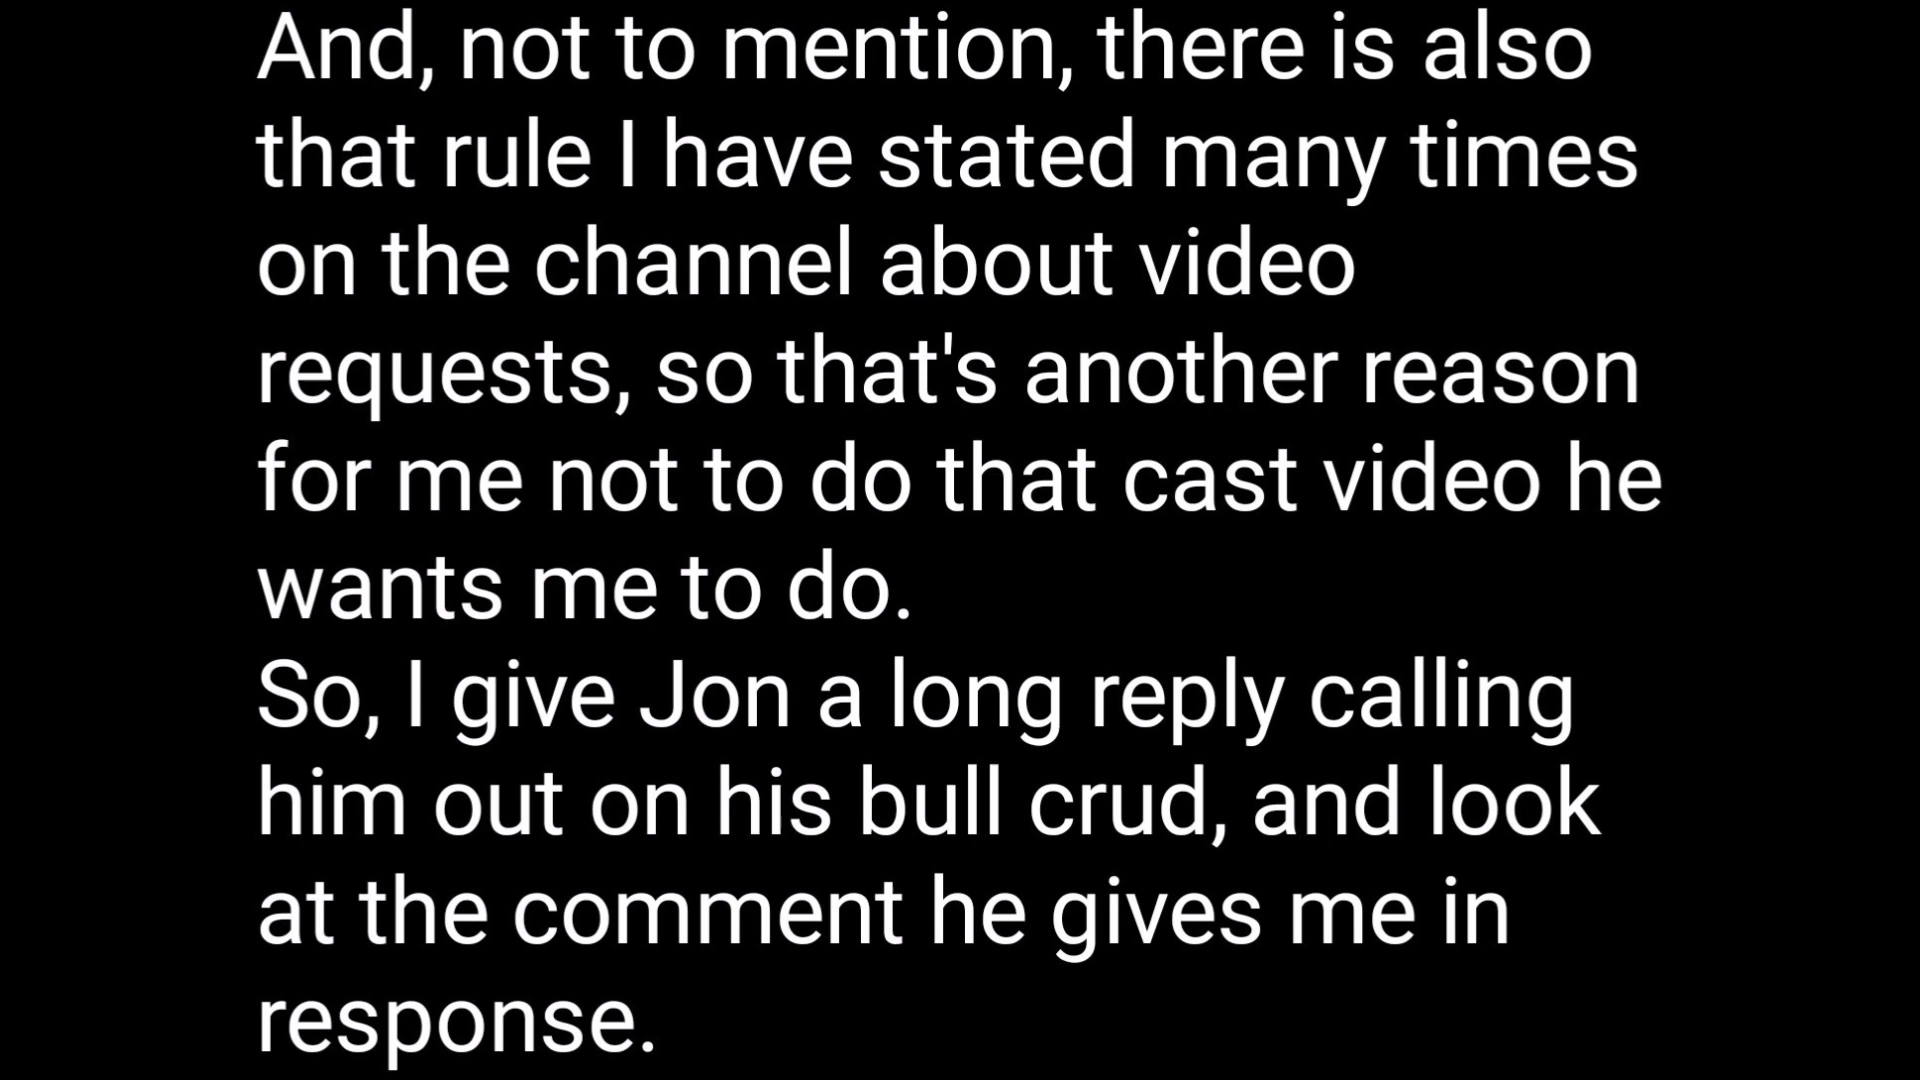 And, not to mention, there is also
that rule I have stated many times
on the channel about video
requests, so that's another reason
for me not to do that cast video he
wants me to do.
So, I give Jon a long reply calling
him out on his bull crud, and look
at the comment he gives me in
response.